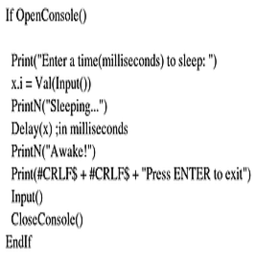 If OpenConsole()
Print("Enter a time(milliseconds) to sleep: ")
x.i = Val(Input())
PrintN("Sleeping...")
Delay(x) ;in milliseconds
PrintN("Awake!")
Print(#CRLF$ + #CRLF$ + "Press ENTER to exit")
Input()
CloseConsole()
EndIf